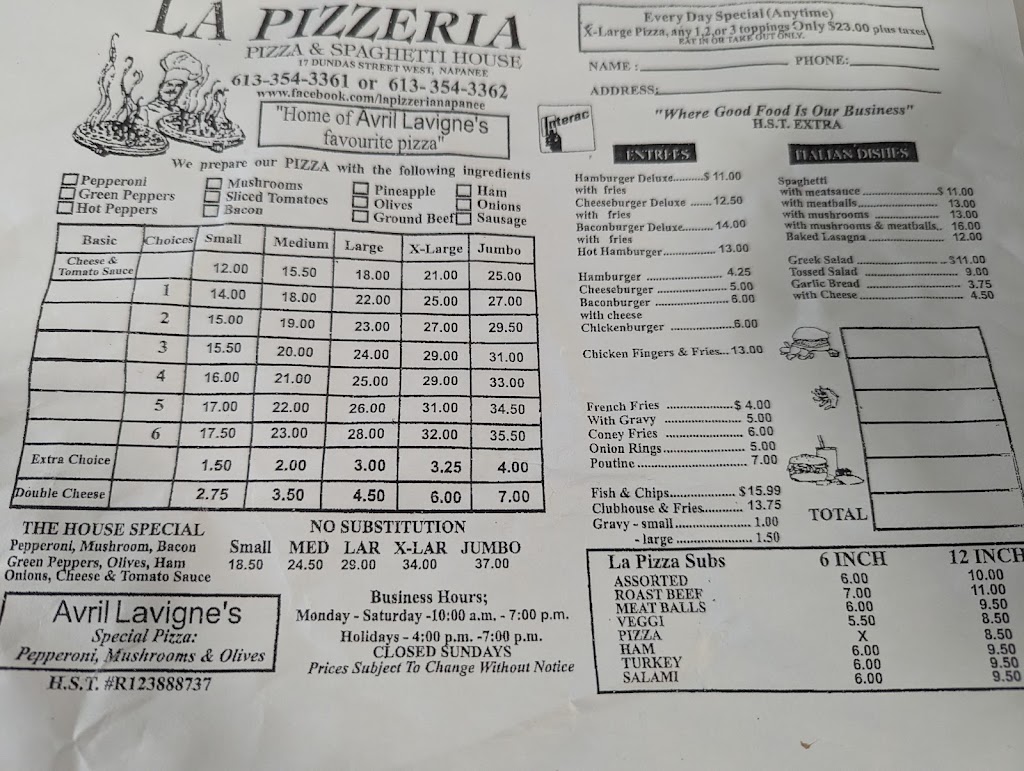 LA PIZZERIA
PIZZA & SPAGHETTI HOUSE
17 DUNDAS STREET WEST, NAPANEE
613-354-3361 or 613-354-3362
www.facebook.com/lapizzerianapanee
"Home of Avril Lavigne's
favourite pizza"
We prepare our PIZZA with the following ingredients
Pepperoni Mushrooms Pineapple Ham
Green Peppers Sliced Tomatoes Olives Onions
Hot Peppers Bacon Ground Beef Sausage
Basic Choices Small Medium Large X-Large Jumbo
Cheese &
Tomato Sauce 12.00 15.50 18.00 21.00 25.00
1 14.00 18.00 22.00 25.00 27.00
2 15.00 19.00 23.00 27.00 29.50
3 15.50 20.00 24.00 29.00 31.00
4 16.00 21.00 25.00 29.00 33.00
5 17.00 22.00 26.00 31.00 34.50
6 17.50 23.00 28.00 32.00 35.50
Extra Choice 1.50 2.00 3.00 3.25 4.00
Double Cheese 2.75 3.50 4.50 6.00 7.00
THE HOUSE SPECIAL NO SUBSTITUTION
Pepperoni, Mushroom, Bacon Small MED LAR X-LAR JUMBO
Green Peppers, Olives, Ham 18.50 24.50 29.00 34.00 37.00
Onions, Cheese & Tomato Sauce
Avril Lavigne's
Special Pizza:
Pepperoni, Mushrooms & Olives
H.S.T. #R123888737
Business Hours;
Monday - Saturday -10:00 a.m. - 7:00 p.m.
Holidays - 4:00 p.m. -7:00 p.m.
CLOSED SUNDAYS
Prices Subject To Change Without Notice
Every Day Special (Anytime)
X-Large Pizza, any 1,2,or 3 toppings Only $23.00 plus taxes
EAT IN OR TAKE OUT ONLY.
NAME : PHONE:
ADDRESS:
Interac
"Where Good Food Is Our Business"
H.S.T. EXTRA
ENTREES
Hamburger Deluxe.........$ 11.00
with fries
Cheeseburger Deluxe ...... 12.50
with fries
Baconburger Deluxe......... 14.00
with fries
Hot Hamburger................ 13.00
Hamburger ..................... 4.25
Cheeseburger .................. 5.00
Baconburger ................... 6.00
with cheese
Chickenburger .................6.00
Chicken Fingers & Fries... 13.00
French Fries ...................$ 4.00
With Gravy ..................... 5.00
Coney Fries ..................... 6.00
Onion Rings..................... 5.00
Poutine ........................... 7.00
Fish & Chips................. $15.99
Clubhouse & Fries.......... 13.75
Gravy - small ................... 1.00
- large ................... 1.50
ITALIAN DISHES
Spaghetti
with meatsauce ....................$ 11.00
with meatballs....................... 13.00
with mushrooms ................. 13.00
with mushrooms & meatballs.. 16.00
Baked Lasagna ..................... 12.00
Greek Salad ........................$11.00
Tossed Salad ....................... 9.00
Garlic Bread ....................... 3.75
with Cheese ......................... 4.50
TOTAL
La Pizza Subs 6 INCH 12 INCH
ASSORTED 6.00 10.00
ROAST BEEF 7.00 11.00
MEAT BALLS 6.00 9.50
VEGGI 5.50 8.50
PIZZA X 8.50
HAM 6.00 9.50
TURKEY 6.00 9.50
SALAMI 6.00 9.50